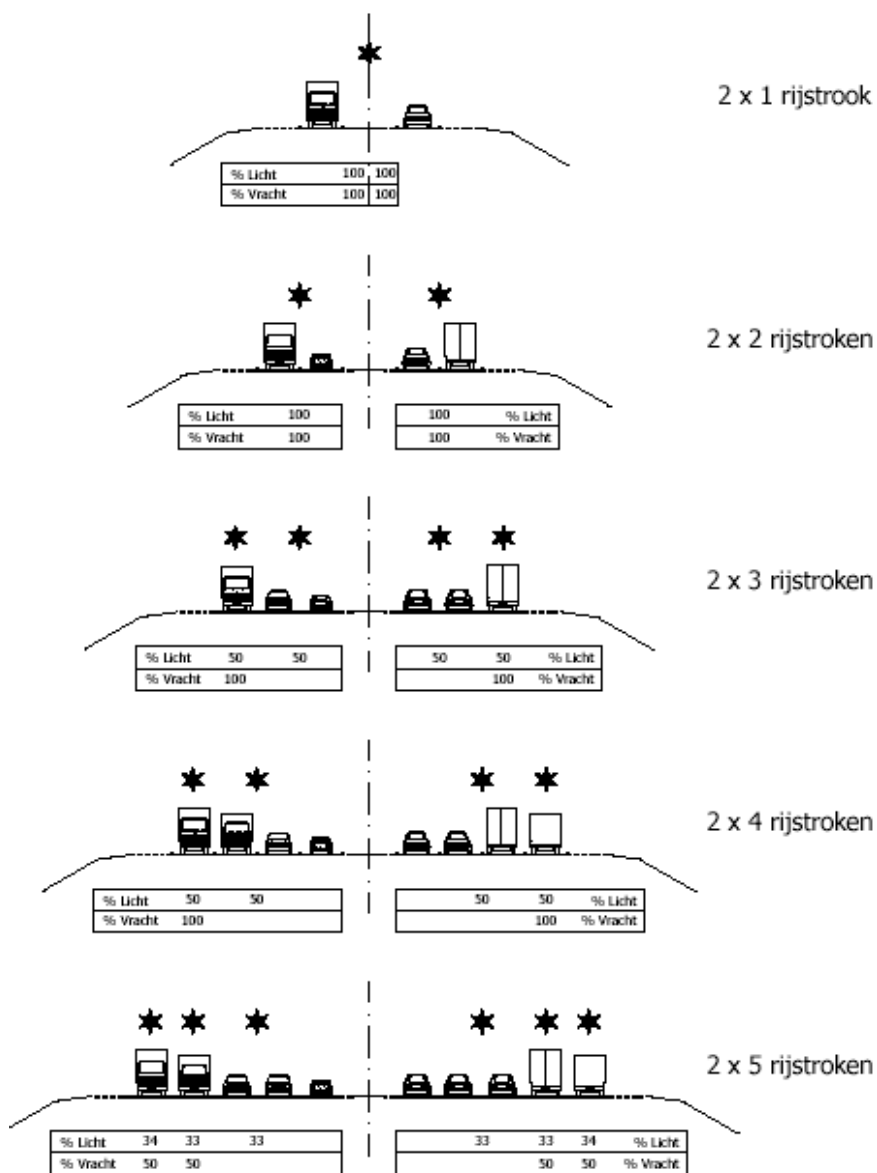 2 x 1 rijstrook
% Licht 100 100
% Vracht 100 100
2 x 2 rijstroken
% Licht 100 100 % Licht
% Vracht 100 100 % Vracht
2 x 3 rijstroken
% Licht 50 50 50 50 % Licht
% Vracht 100 100 % Vracht
2 x 4 rijstroken
% Licht 50 50 50 50 % Licht
% Vracht 100 100 % Vracht
2 x 5 rijstroken
% Licht 34 33 33 33 33 34 % Licht
% Vracht 50 50 50 50 % Vracht